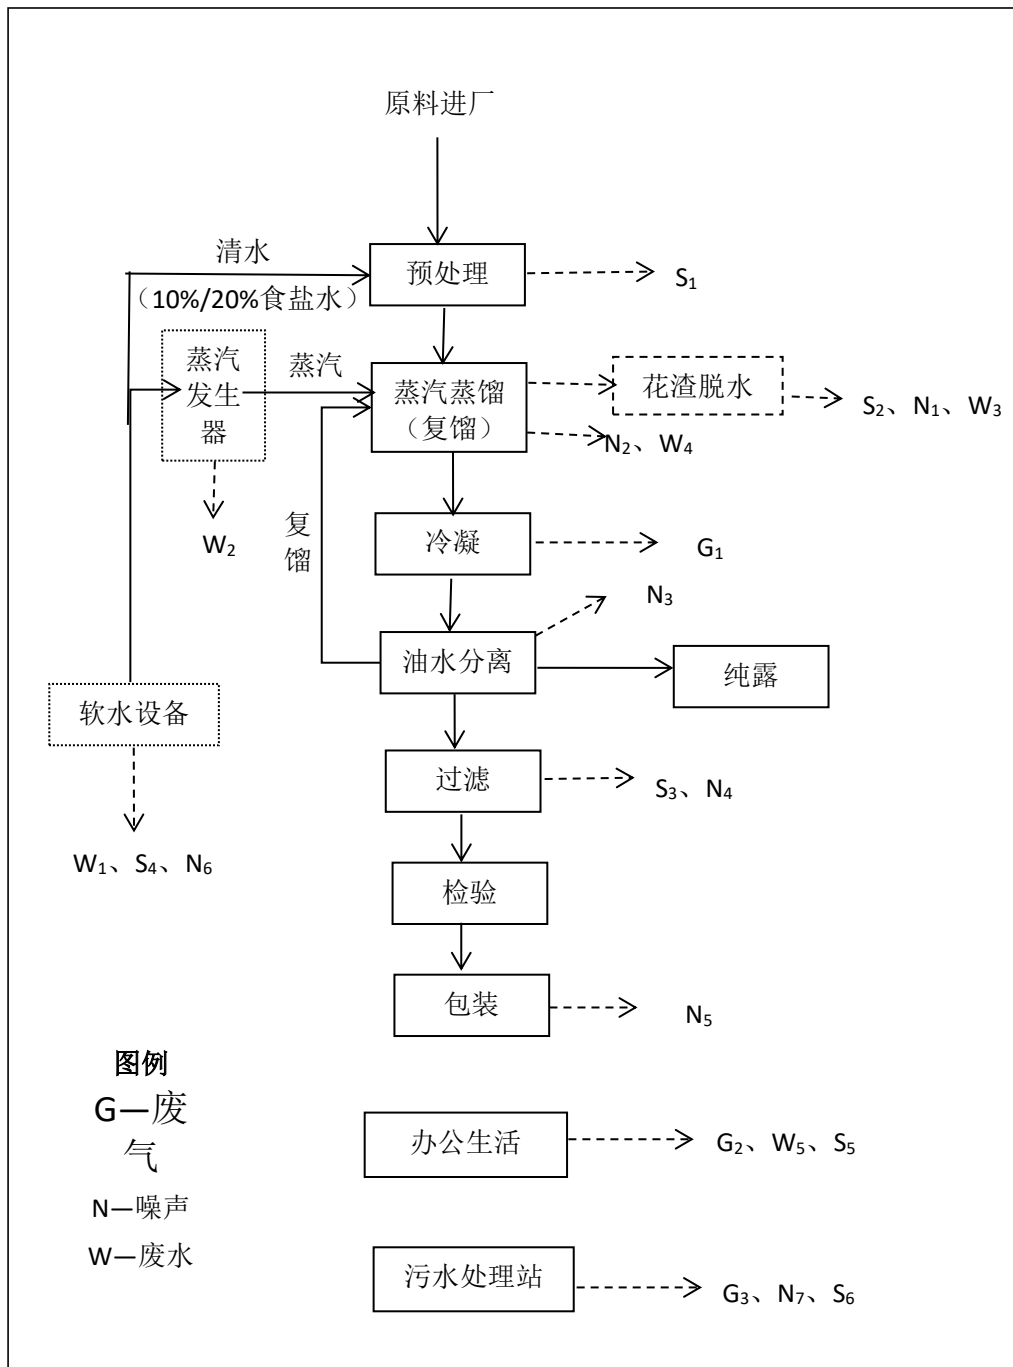 原料进厂
清水
（10%/20%食盐水）
预处理
S₁
蒸汽
发生
器
蒸汽
蒸汽蒸馏
（复馏）
花渣脱水
S₂、N₁、W₃
N₂、W₄
W₂
复
馏
冷凝
G₁
N₃
油水分离
纯露
软水设备
过滤
S₃、N₄
W₁、S₄、N₆
检验
包装
N₅
图例
G—废
气
N—噪声
W—废水
办公生活
G₂、W₅、S₅
污水处理站
G₃、N₇、S₆